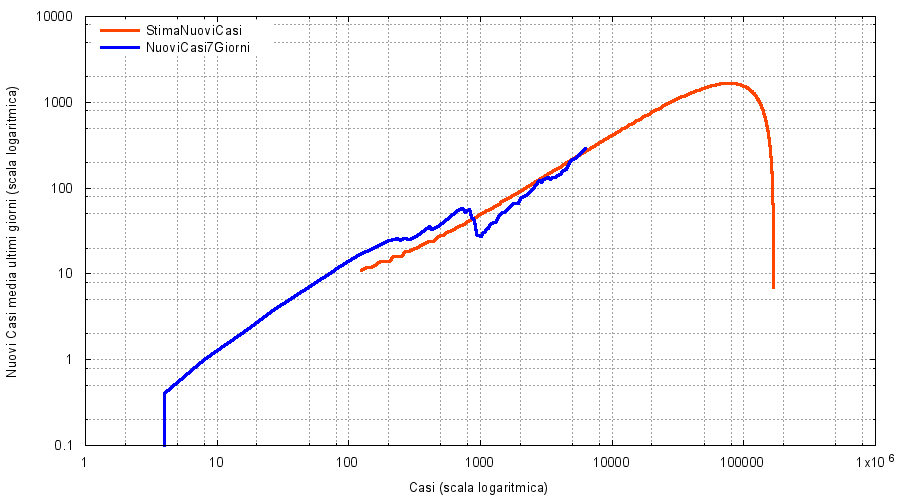 10000
1000
100
10
1
0.1
StimaNuoviCasi
NuoviCasi7Giorni
Nuovi Casi media ultimi giorni (scala logaritmica)
1 10 100 1000 10000 100000 1x10 6
Casi (scala logaritmica)